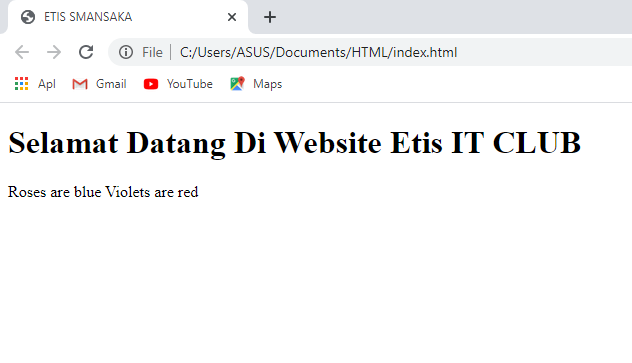 ETIS SMANSAKA
File C:/Users/ASUS/Documents/HTML/index.html
Apl Gmail YouTube Maps
Selamat Datang Di Website Etis IT CLUB
Roses are blue Violets are red